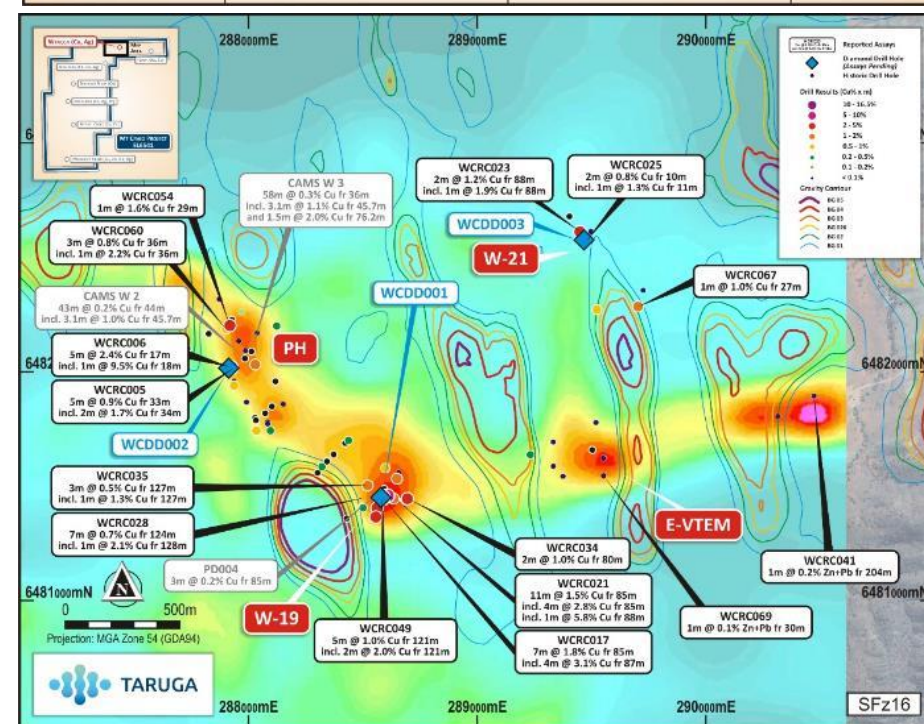 288000mE
289000mE
290000mE
Reported Assays
Diamond Drill Hole
(Assays Pending)
Historic Drill Hole
Drill Results (Cu% x m)
10 - 16.5%
5 - 10%
2 - 5%
1 - 2%
0.5 - 1%
0.2 - 0.5%
0.1 - 0.2%
< 0.1%
Gravity Contour
WCRC054
1m @ 1.6% Cu fr 29m
WCRC060
3m @ 0.8% Cu fr 36m
incl. 1m @ 2.2% Cu fr 36m
CAMS W 3
58m @ 0.3% Cu fr 36m
incl. 3.1m @ 1.1% Cu fr 45.7m
and 1.5m @ 2.0% Cu fr 76.2m
WCRC023
2m @ 1.2% Cu fr 88m
incl. 1m @ 1.9% Cu fr 88m
WCRC025
2m @ 0.8% Cu fr 10m
incl. 1m @ 1.3% Cu fr 11m
WCDD003
W-21
WCRC067
1m @ 1.0% Cu fr 27m
CAMS W 2
43m @ 0.2% Cu fr 44m
incl. 3.1m @ 1.0% Cu fr 45.7m
WCDD001
PH
WCRC006
5m @ 2.4% Cu fr 17m
incl. 1m @ 9.5% Cu fr 18m
6482000mN
WCRC005
5m @ 0.9% Cu fr 33m
incl. 2m @ 1.7% Cu fr 34m
WCDD002
WCRC035
3m @ 0.5% Cu fr 127m
incl. 1m @ 1.3% Cu fr 127m
WCRC028
7m @ 0.7% Cu fr 124m
incl. 1m @ 2.1% Cu fr 128m
PD004
3m @ 0.2% Cu fr 85m
W-19
E-VTEM
WCRC034
2m @ 1.0% Cu fr 80m
WCRC021
11m @ 1.5% Cu fr 85m
incl. 4m @ 2.8% Cu fr 85m
incl. 1m @ 5.8% Cu fr 88m
WCRC017
7m @ 1.8% Cu fr 85m
incl. 4m @ 3.1% Cu fr 87m
WCRC041
1m @ 0.2% Zn+Pb fr 204m
WCRC069
1m @ 0.1% Zn+Pb fr 30m
WCRC049
5m @ 1.0% Cu fr 121m
incl. 2m @ 2.0% Cu fr 121m
6481000mN
6481000mN
N
0 500m
Projection: MGA Zone 54 (GDA94)
TARUGA
288000mE
289000mE
290000mE
SFz16